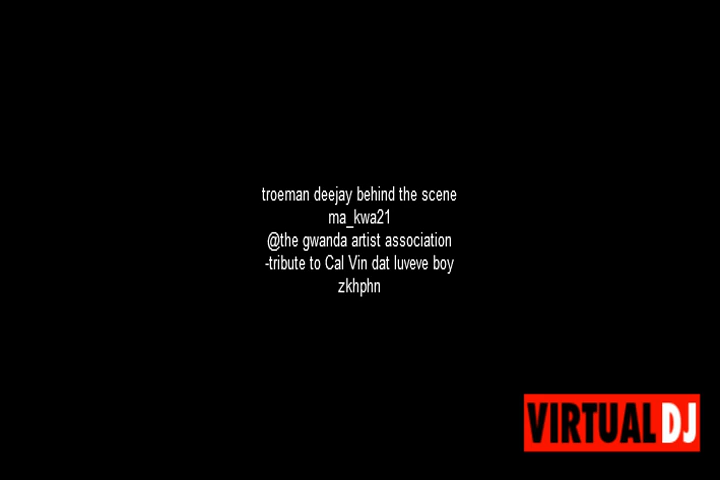 troeman deejay behind the scene
ma_kwa21
@the gwanda artist association
-tribute to Cal Vin dat luveve boy
zkhphn
VIRTUAL DJ